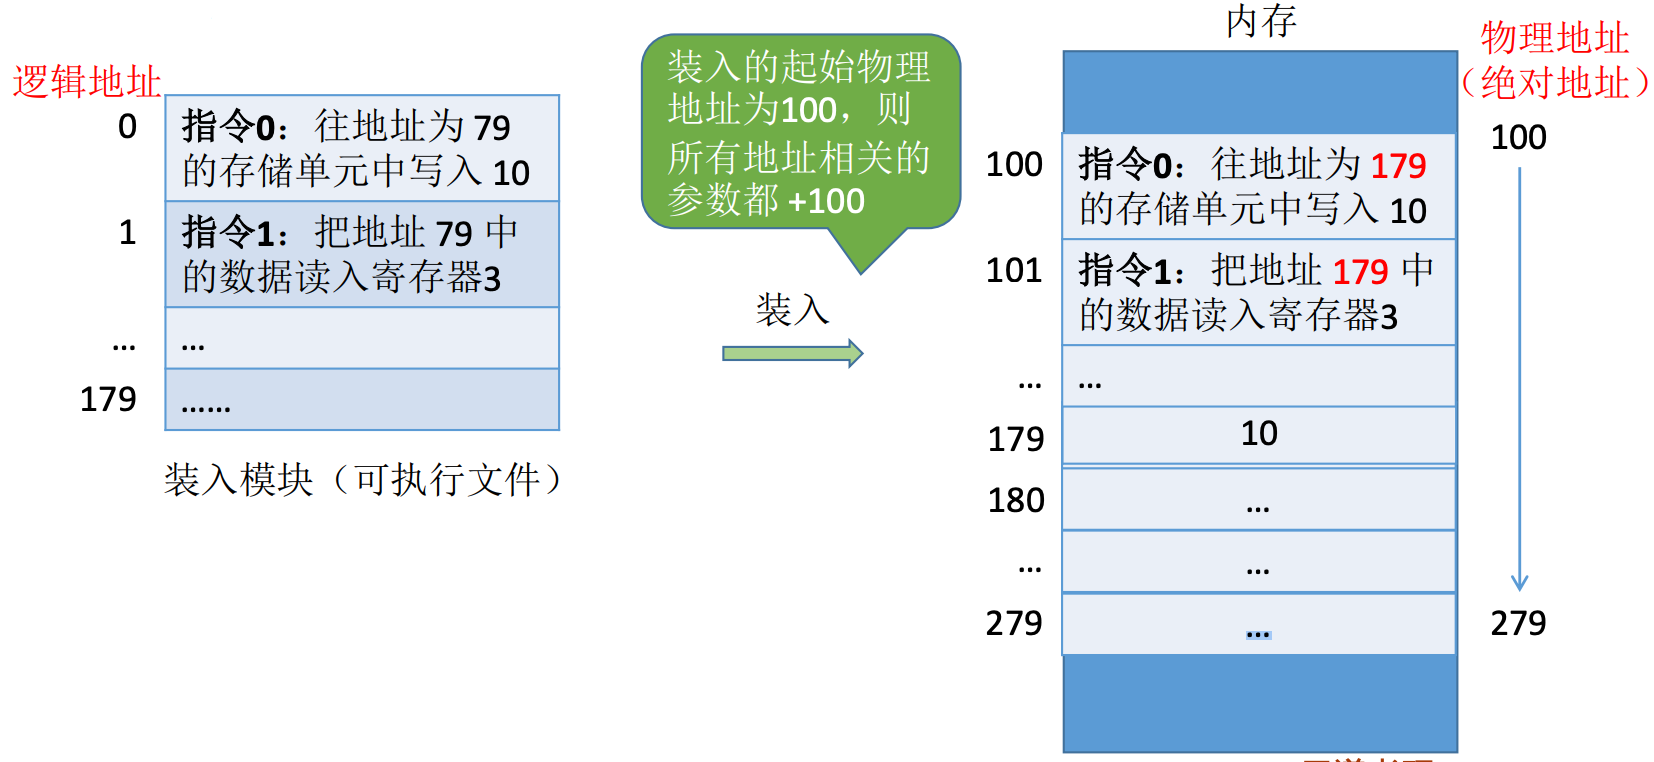 逻辑地址
0
指令0：往地址为 79
的存储单元中写入 10
1
指令1：把地址 79 中
的数据读入寄存器3
...
...
179
......
装入模块（可执行文件）
装入的起始物理
地址为100，则
所有地址相关的
参数都 +100
装入
内存
物理地址
（绝对地址）
100
100
指令0：往地址为 179
的存储单元中写入 10
101
指令1：把地址 179 中
的数据读入寄存器3
...
...
179
10
180
...
...
...
279
...
279